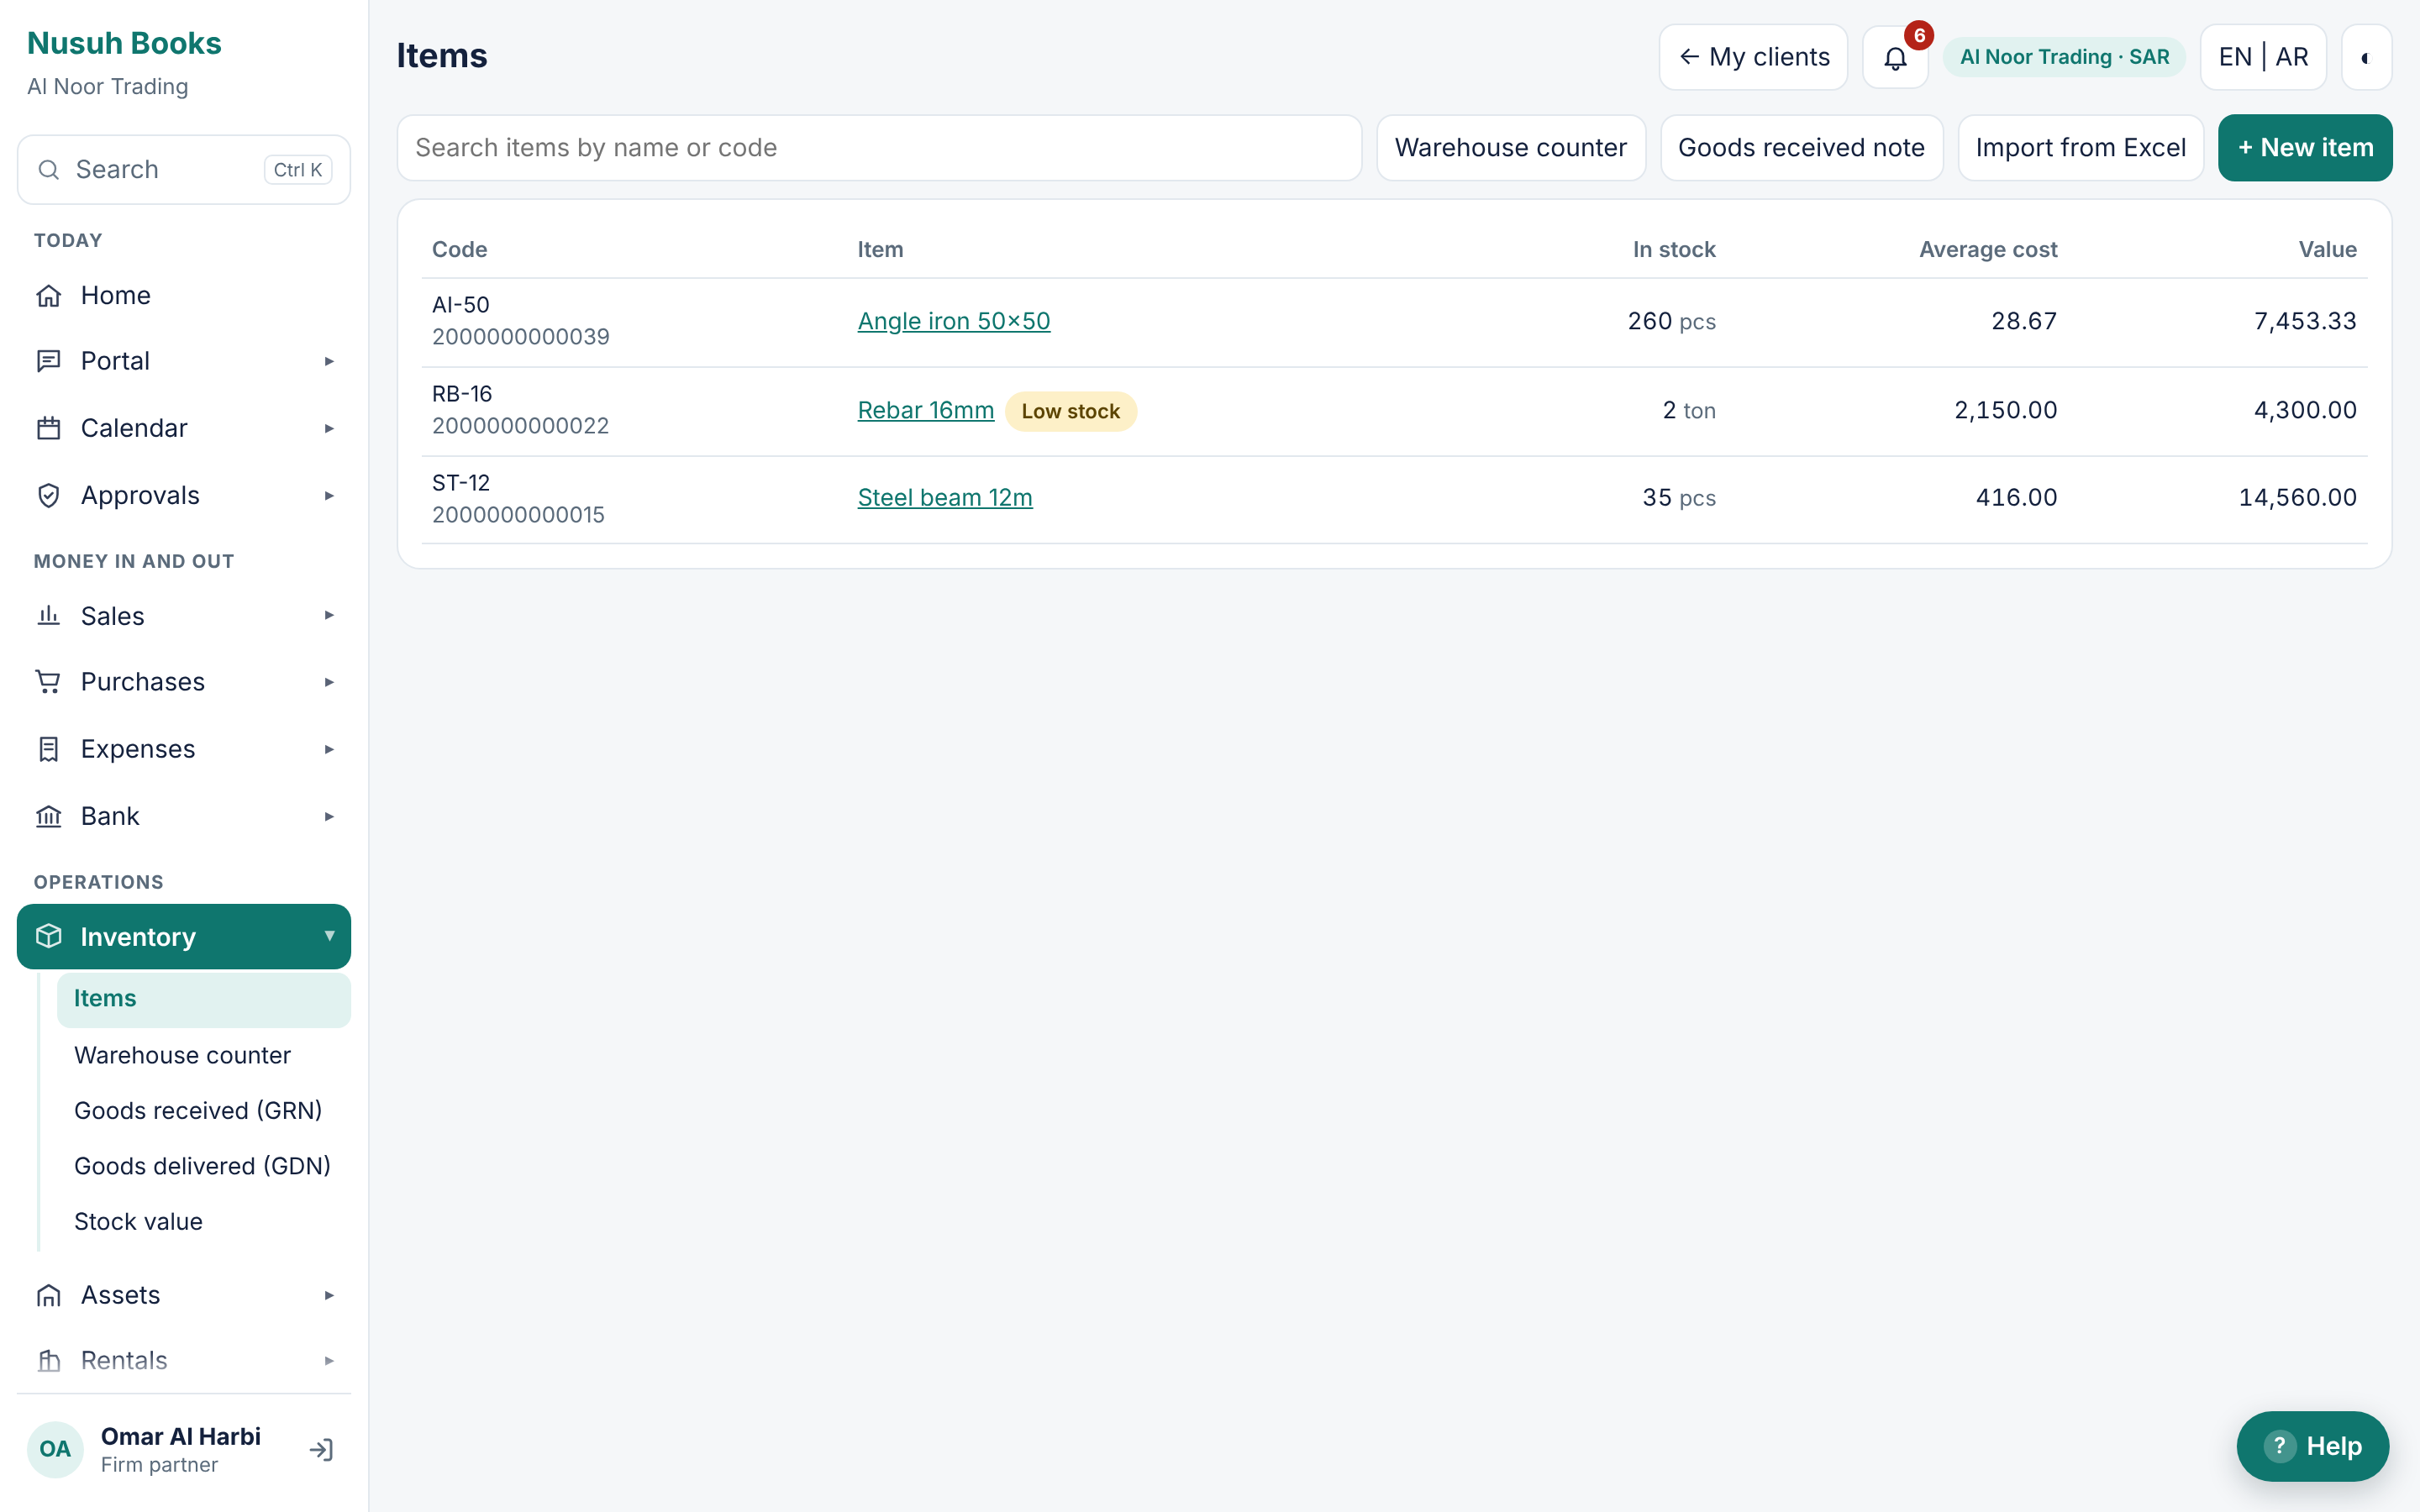 Nusuh Books
Al Noor Trading
Search Ctrl K
TODAY
Home
Portal
Calendar
Approvals
MONEY IN AND OUT
Sales
Purchases
Expenses
Bank
OPERATIONS
Inventory
Items
Warehouse counter
Goods received (GRN)
Goods delivered (GDN)
Stock value
Assets
Rentals
OA
Omar Al Harbi
Firm partner
Items
← My clients 6 Al Noor Trading · SAR EN | AR
Search items by name or code Warehouse counter Goods received note Import from Excel + New item
Code Item In stock Average cost Value
AI-50
2000000000039
Angle iron 50×50 260 pcs 28.67 7,453.33
RB-16
2000000000022
Rebar 16mm Low stock 2 ton 2,150.00 4,300.00
ST-12
2000000000015
Steel beam 12m 35 pcs 416.00 14,560.00
? Help